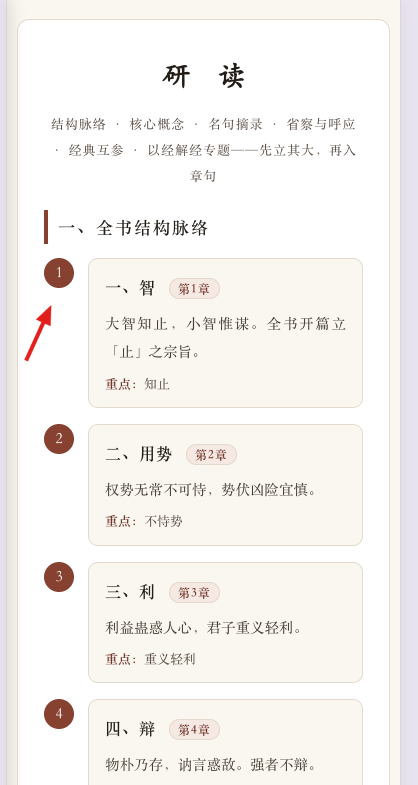 研 读
结构脉络 · 核心概念 · 名句摘录 · 省察与呼应
· 经典互参 · 以经解经专题——先立其大，再入
章句
一、全书结构脉络
1
一、智 第1章
大智知止，小智惟谋。全书开篇立
「止」之宗旨。
重点：知止
2
二、用势 第2章
权势无常不可恃，势伏凶险宜慎。
重点：不恃势
3
三、利 第3章
利益蛊惑人心，君子重义轻利。
重点：重义轻利
4
四、辩 第4章
物朴乃存，讷言惑敌。强者不辩。